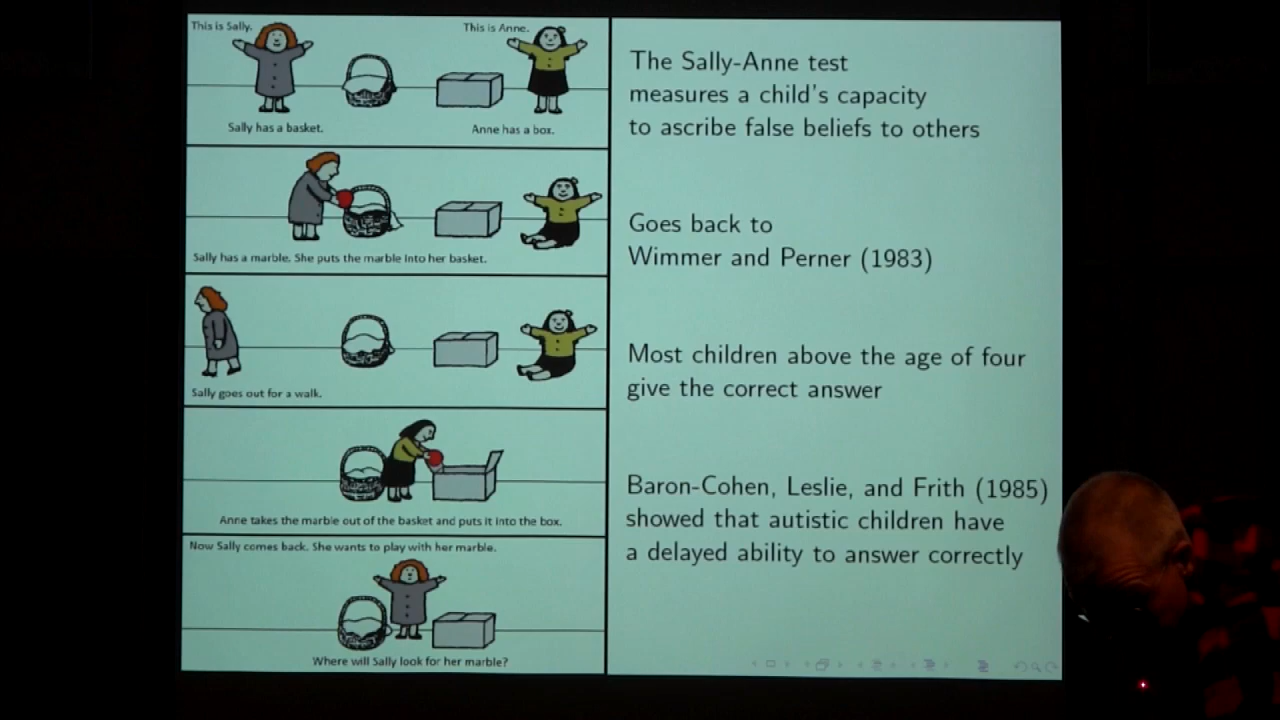 This is Sally.
This is Anne.
Sally has a basket.
Anne has a box.
Sally has a marble. She puts the marble into her basket.
Sally goes out for a walk.
Anne takes the marble out of the basket and puts it into the box.
Now Sally comes back. She wants to play with her marble.
Where will Sally look for her marble?
The Sally-Anne test
measures a child's capacity
to ascribe false beliefs to others
Goes back to
Wimmer and Perner (1983)
Most children above the age of four
give the correct answer
Baron-Cohen, Leslie, and Frith (1985)
showed that autistic children have
a delayed ability to answer correctly